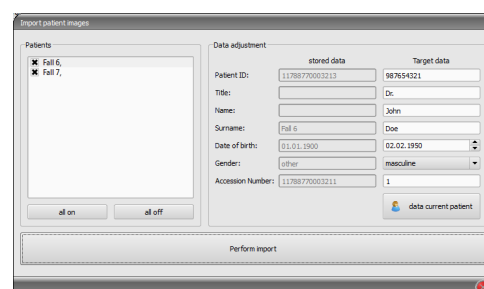 Import patient images
Patients
Fall 6,
Fall 7,
all on all off
Data adjustment
stored data Target data
Patient ID: 11788770003213 987654321
Title: Dr.
Name: John
Surname: Fall 6 Doe
Date of birth: 01.01.1900 02.02.1950
Gender: other masculine
Accession Number: 11788770003211 1
data current patient
Perform import